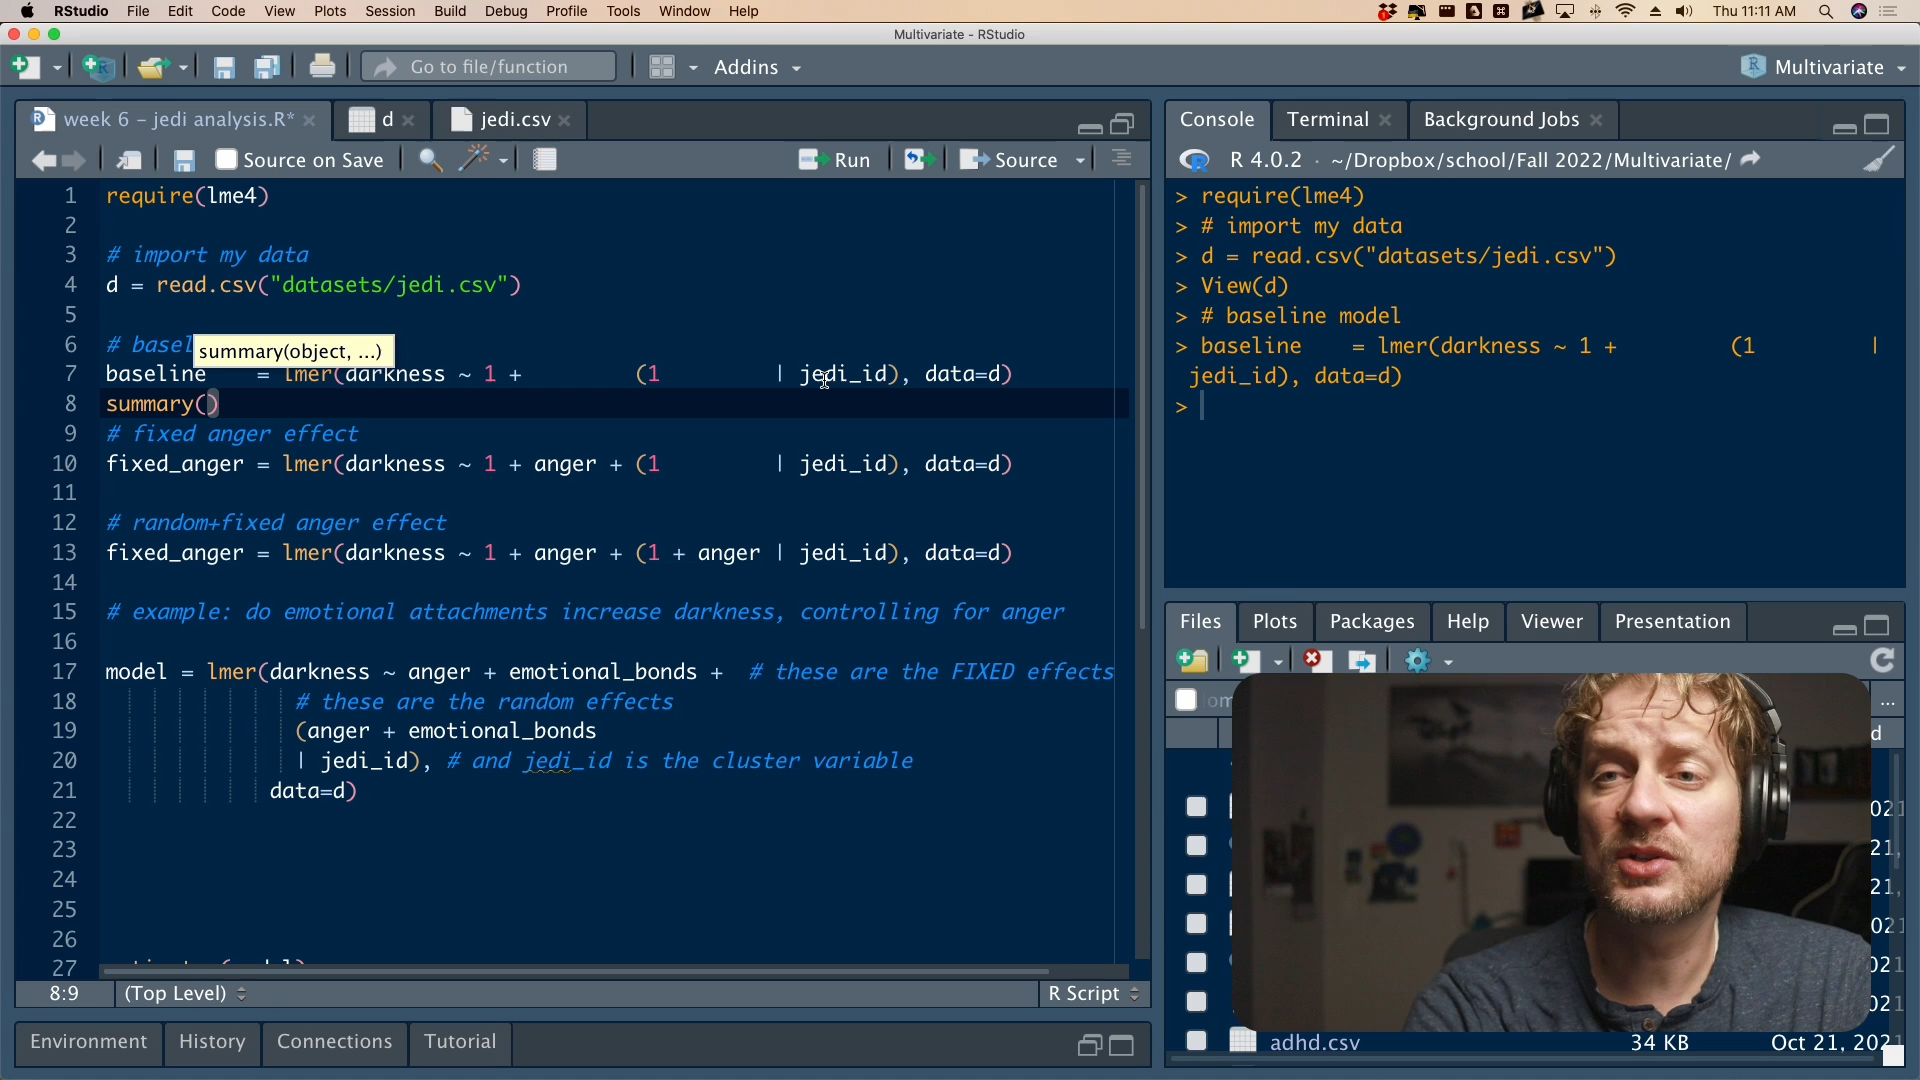 RStudio File Edit Code View Plots Session Build Debug Profile Tools Window Help Thu 11:11 AM
Multivariate - RStudio
Go to file/function Addins Multivariate
week 6 - jedi analysis.R* d jedi.csv
Source on Save Run Source
1 require(lme4)
2
3 # import my data
4 d = read.csv("datasets/jedi.csv")
5
6 # basel
summary(object, ...)
7 baseline = lmer(darkness ~ 1 + (1 | jedi_id), data=d)
8 summary()
9 # fixed anger effect
10 fixed_anger = lmer(darkness ~ 1 + anger + (1 | jedi_id), data=d)
11
12 # random+fixed anger effect
13 fixed_anger = lmer(darkness ~ 1 + anger + (1 + anger | jedi_id), data=d)
14
15 # example: do emotional attachments increase darkness, controlling for anger
16
17 model = lmer(darkness ~ anger + emotional_bonds + # these are the FIXED effects
18 # these are the random effects
19 (anger + emotional_bonds
20 | jedi_id), # and jedi_id is the cluster variable
21 data=d)
22
23
24
25
26
27
8:9 (Top Level) R Script
Environment History Connections Tutorial
Console Terminal Background Jobs
R 4.0.2 · ~/Dropbox/school/Fall 2022/Multivariate/
> require(lme4)
> # import my data
> d = read.csv("datasets/jedi.csv")
> View(d)
> # baseline model
> baseline = lmer(darkness ~ 1 + (1 |
jedi_id), data=d)
>
Files Plots Packages Help Viewer Presentation
...
adhd.csv 34 KB Oct 21, 202